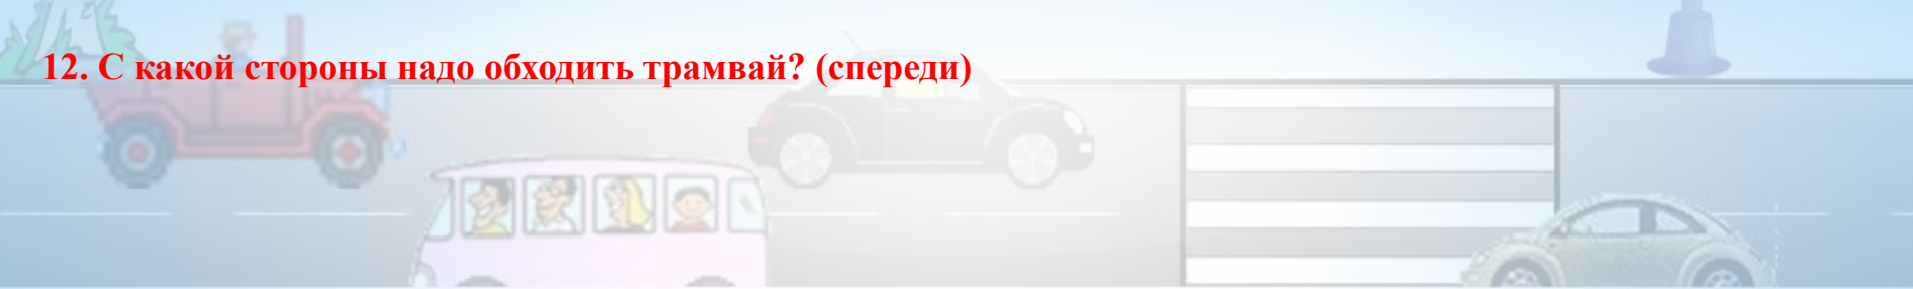 12. С какой стороны надо обходить трамвай? (спереди)